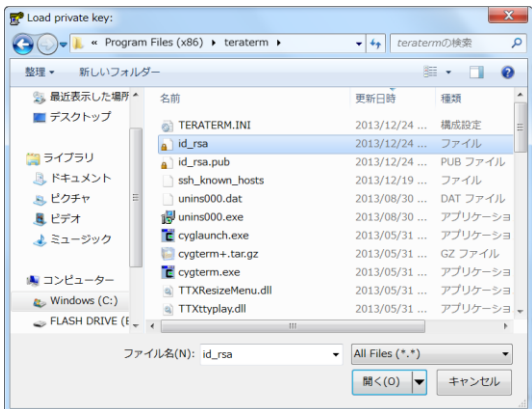 Load private key:
« Program Files (x86) ▸ teraterm ▸
teratermの検索
整理 ▼ 新しいフォルダー
最近表示した場所
デスクトップ
ライブラリ
ドキュメント
ピクチャ
ビデオ
ミュージック
コンピューター
Windows (C:)
FLASH DRIVE (E
名前 更新日時 種類
TERATERM.INI 2013/12/24 ... 構成設定
id_rsa 2013/12/24 ... ファイル
id_rsa.pub 2013/12/24 ... PUB ファイル
ssh_known_hosts 2013/12/19 ... ファイル
unins000.dat 2013/08/30 ... DAT ファイル
unins000.exe 2013/08/30 ... アプリケーショ
cyglaunch.exe 2013/05/31 ... アプリケーショ
cygterm+.tar.gz 2013/05/31 ... GZ ファイル
cygterm.exe 2013/05/31 ... アプリケーショ
TTXResizeMenu.dll 2013/05/31 ... アプリケーショ
TTXttyplay.dll 2013/05/31 ... アプリケーショ
ファイル名(N): id_rsa
All Files (*.*)
開く(O)
キャンセル